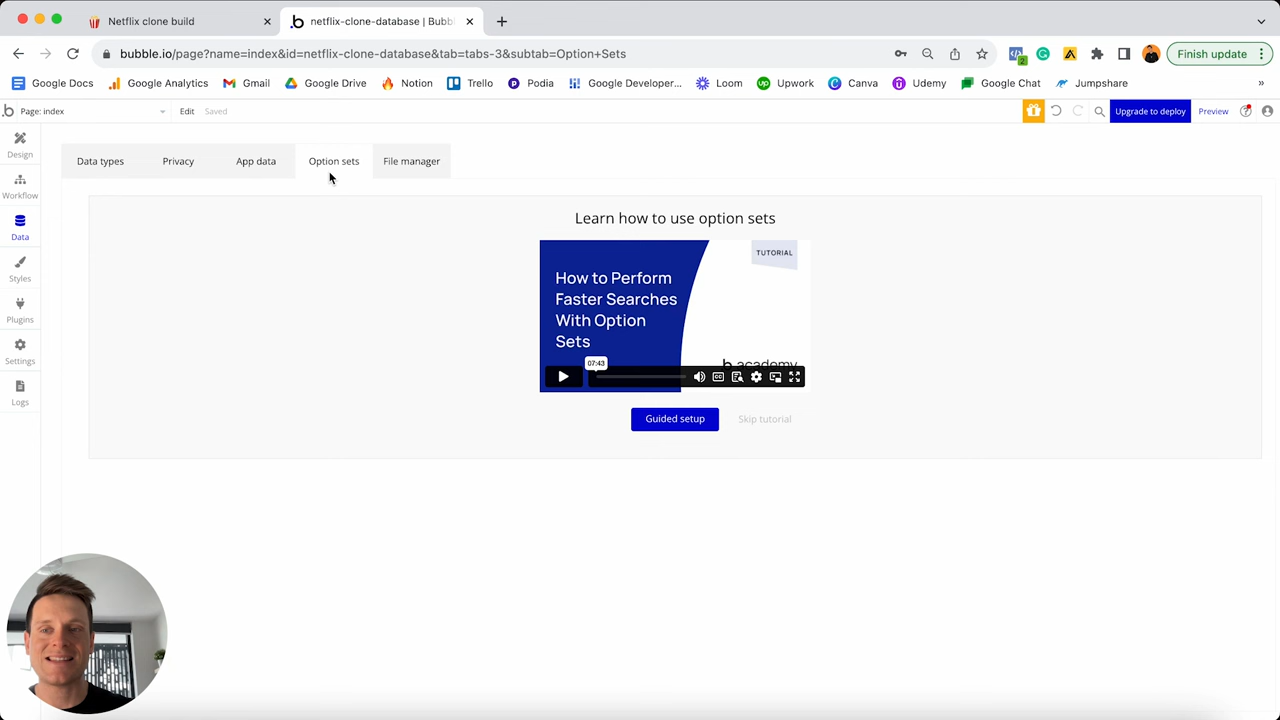 Netflix clone build
netflix-clone-database | Bubbl
bubble.io/page?name=index&id=netflix-clone-database&tab=tabs-3&subtab=Option+Sets
2
Finish update
Google Docs
Google Analytics
Gmail
Google Drive
Notion
Trello
Podia
Google Developer...
Loom
Upwork
Canva
Udemy
Google Chat
Jumpshare
»
Page: index
Edit
Saved
Upgrade to deploy
Preview
Design
Workflow
Data
Styles
Plugins
Settings
Logs
Data types
Privacy
App data
Option sets
File manager
Learn how to use option sets
TUTORIAL
How to Perform
Faster Searches
With Option
Sets
b academy
07:43
Guided setup
Skip tutorial